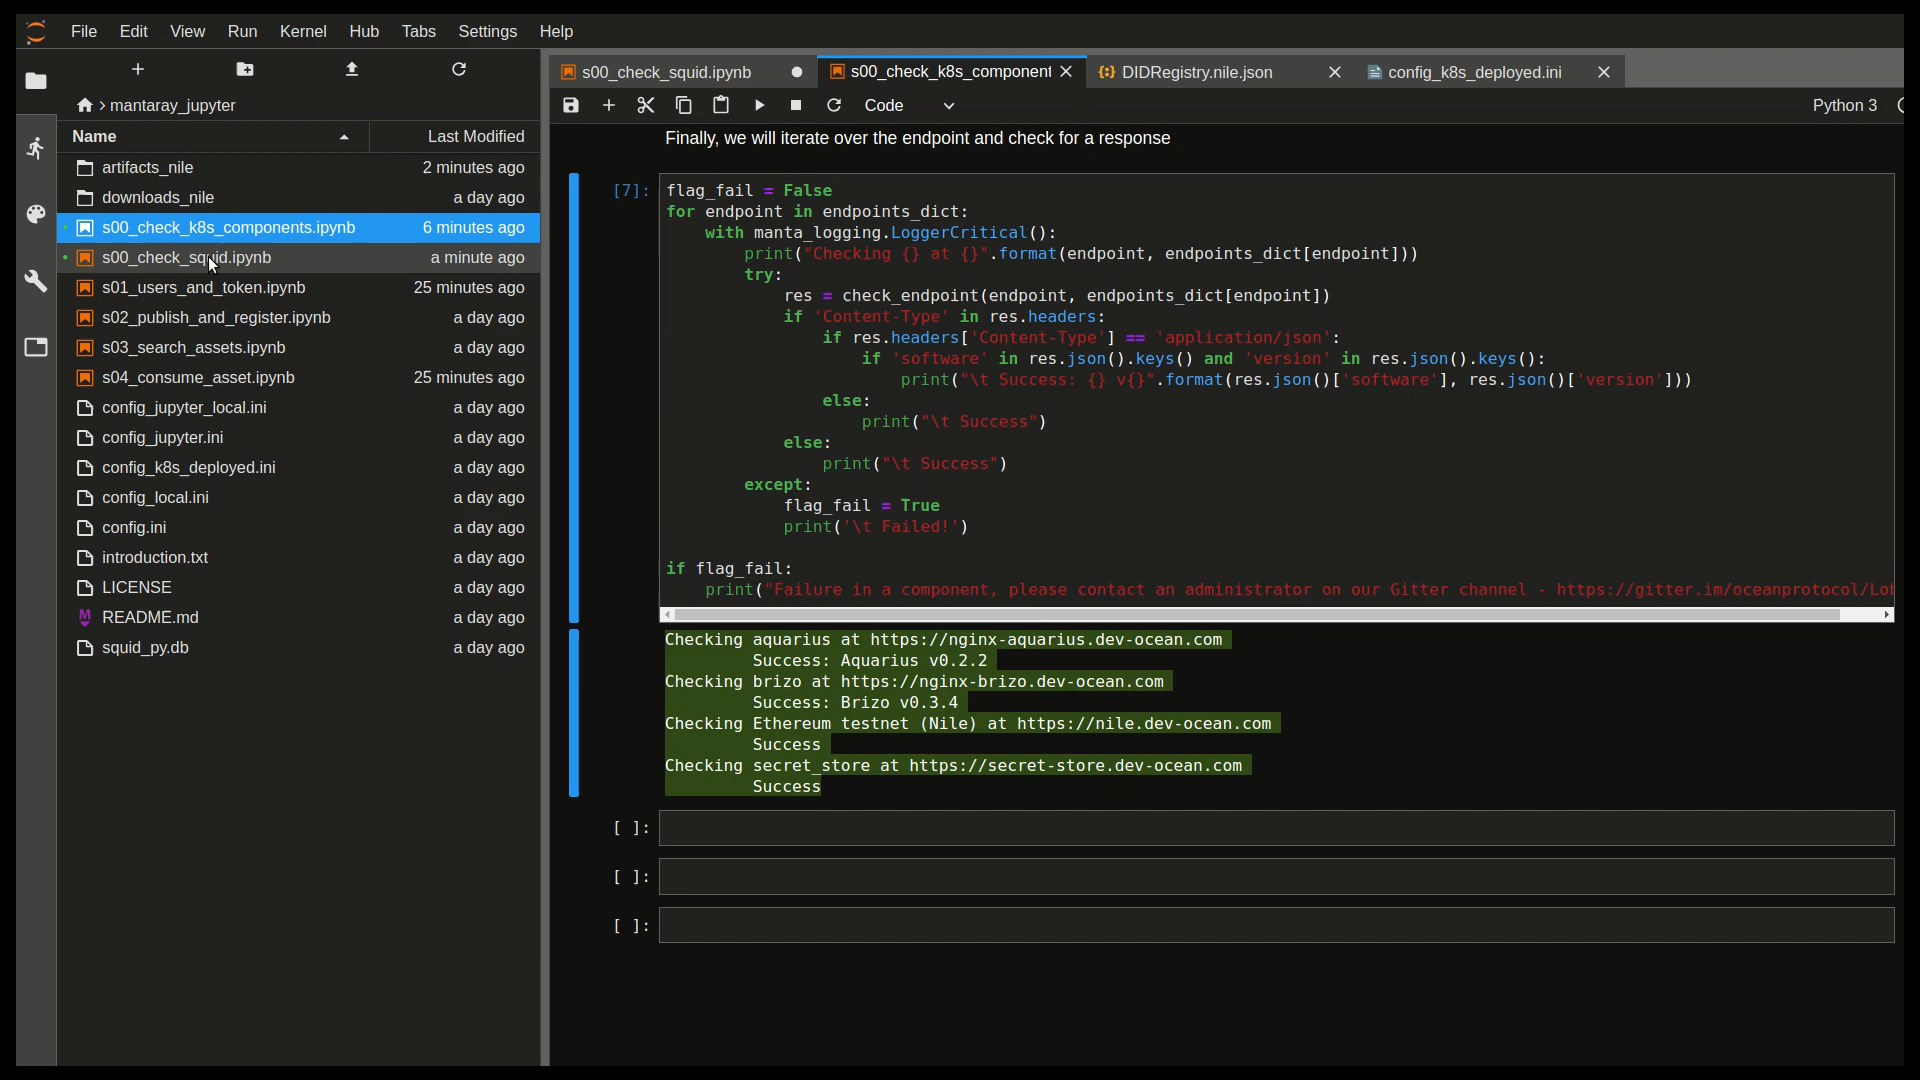 File Edit View Run Kernel Hub Tabs Settings Help
s00_check_squid.ipynb s00_check_k8s_component DIDRegistry.nile.json config_k8s_deployed.ini
Code Python 3
mantaray_jupyter
Name Last Modified
artifacts_nile 2 minutes ago
downloads_nile a day ago
s00_check_k8s_components.ipynb 6 minutes ago
s00_check_squid.ipynb a minute ago
s01_users_and_token.ipynb 25 minutes ago
s02_publish_and_register.ipynb a day ago
s03_search_assets.ipynb a day ago
s04_consume_asset.ipynb 25 minutes ago
config_jupyter_local.ini a day ago
config_jupyter.ini a day ago
config_k8s_deployed.ini a day ago
config_local.ini a day ago
config.ini a day ago
introduction.txt a day ago
LICENSE a day ago
README.md a day ago
squid_py.db a day ago
Finally, we will iterate over the endpoint and check for a response
[7]: flag_fail = False
for endpoint in endpoints_dict:
    with manta_logging.LoggerCritical():
        print("Checking {} at {}".format(endpoint, endpoints_dict[endpoint]))
        try:
            res = check_endpoint(endpoint, endpoints_dict[endpoint])
            if 'Content-Type' in res.headers:
                if res.headers['Content-Type'] == 'application/json':
                    if 'software' in res.json().keys() and 'version' in res.json().keys():
                        print("\t Success: {} v{}".format(res.json()['software'], res.json()['version']))
                else:
                    print("\t Success")
            else:
                print("\t Success")
        except:
            flag_fail = True
            print('\t Failed!')
if flag_fail:
    print("Failure in a component, please contact an administrator on our Gitter channel - https://gitter.im/oceanprotocol/Lob
Checking aquarius at https://nginx-aquarius.dev-ocean.com
Success: Aquarius v0.2.2
Checking brizo at https://nginx-brizo.dev-ocean.com
Success: Brizo v0.3.4
Checking Ethereum testnet (Nile) at https://nile.dev-ocean.com
Success
Checking secret_store at https://secret-store.dev-ocean.com
Success
[ ]:
[ ]:
[ ]: